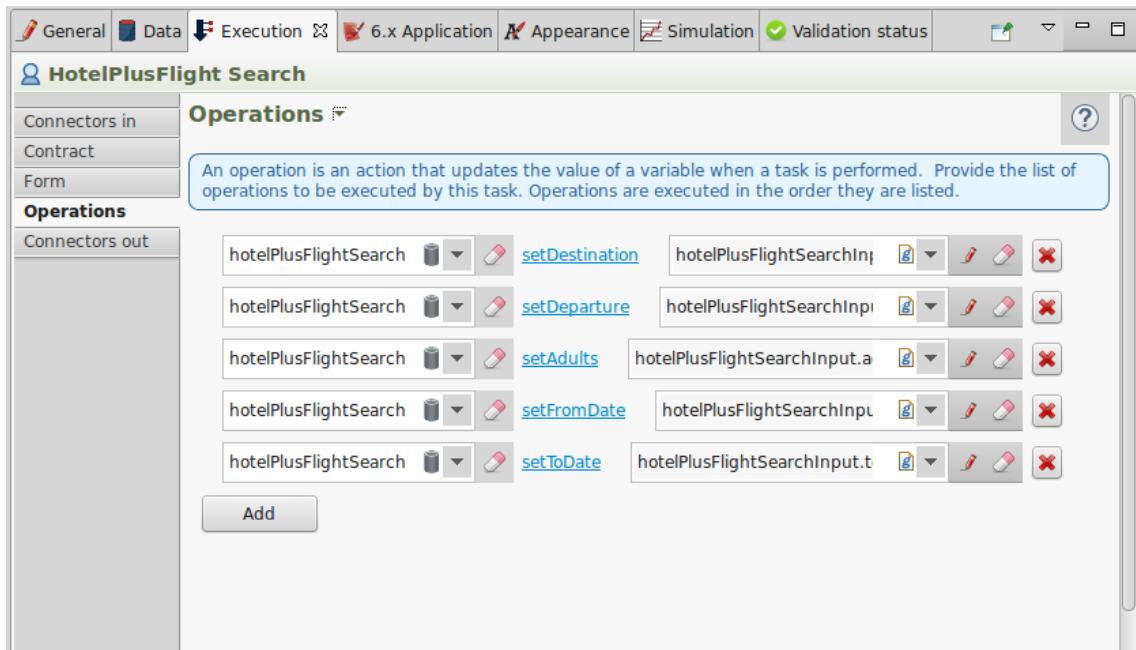 General Data Execution 6.x Application Appearance Simulation Validation status
HotelPlusFlight Search
Connectors in
Contract
Form
Operations
Connectors out
Operations
An operation is an action that updates the value of a variable when a task is performed. Provide the list of
operations to be executed by this task. Operations are executed in the order they are listed.
hotelPlusFlightSearch setDestination hotelPlusFlightSearchInp
hotelPlusFlightSearch setDeparture hotelPlusFlightSearchInpu
hotelPlusFlightSearch setAdults hotelPlusFlightSearchInput.a
hotelPlusFlightSearch setFromDate hotelPlusFlightSearchInpu
hotelPlusFlightSearch setToDate hotelPlusFlightSearchInput.t
Add